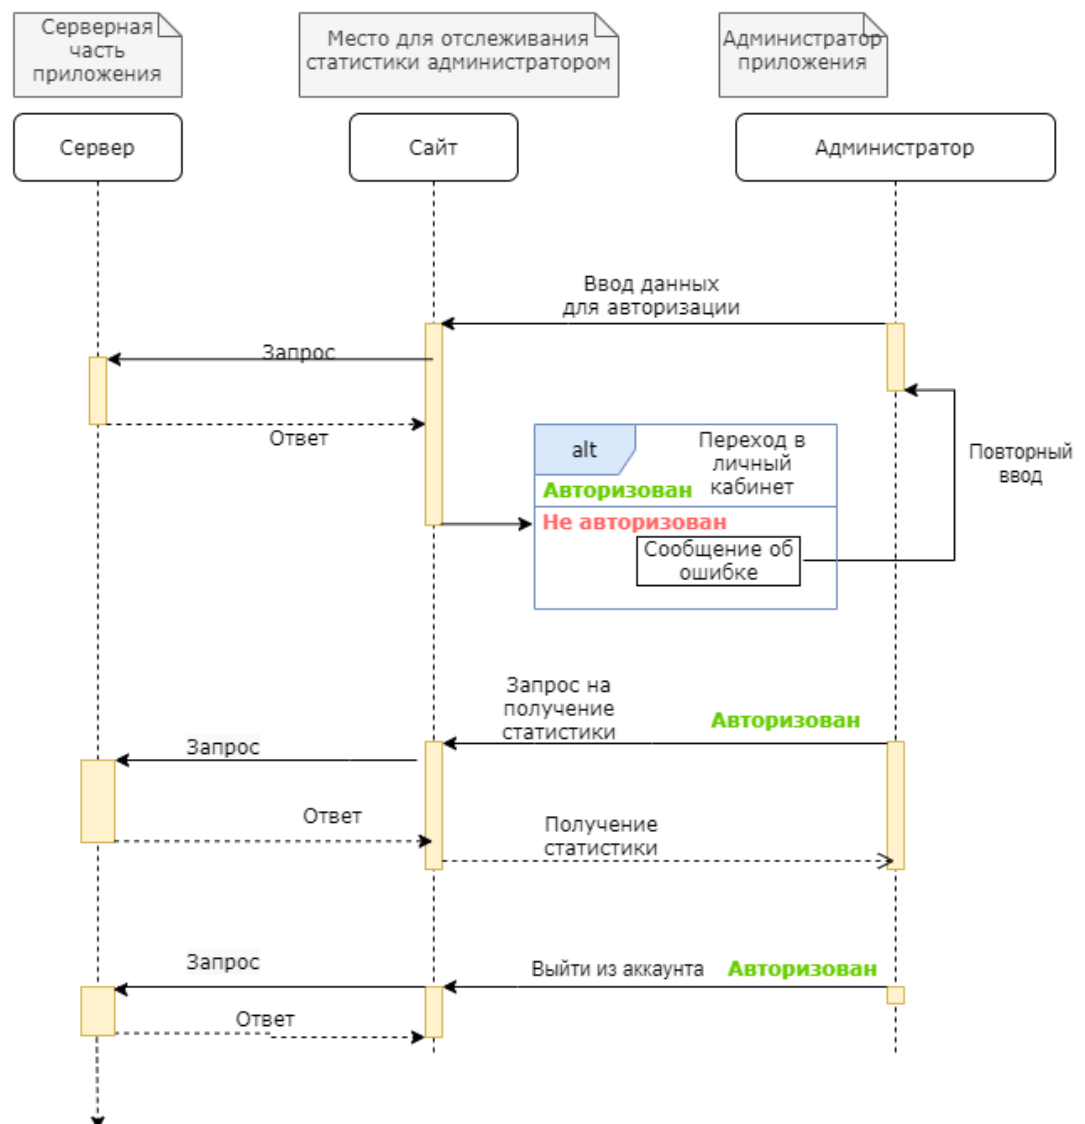 Серверная
часть
приложения
Место для отслеживания
статистики администратором
Администратор
приложения
Сервер
Сайт
Администратор
Ввод данных
для авторизации
Запрос
Ответ
alt
Переход в
личный
кабинет
Авторизован
Не авторизован
Сообщение об
ошибке
Повторный
ввод
Запрос на
получение
статистики
Авторизован
Запрос
Ответ
Получение
статистики
Запрос
Выйти из аккаунта
Авторизован
Ответ